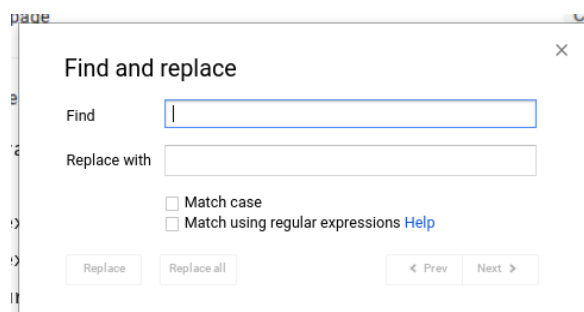 page
Find and replace
Find
Replace with
Match case
Match using regular expressions Help
Replace Replace all Prev Next